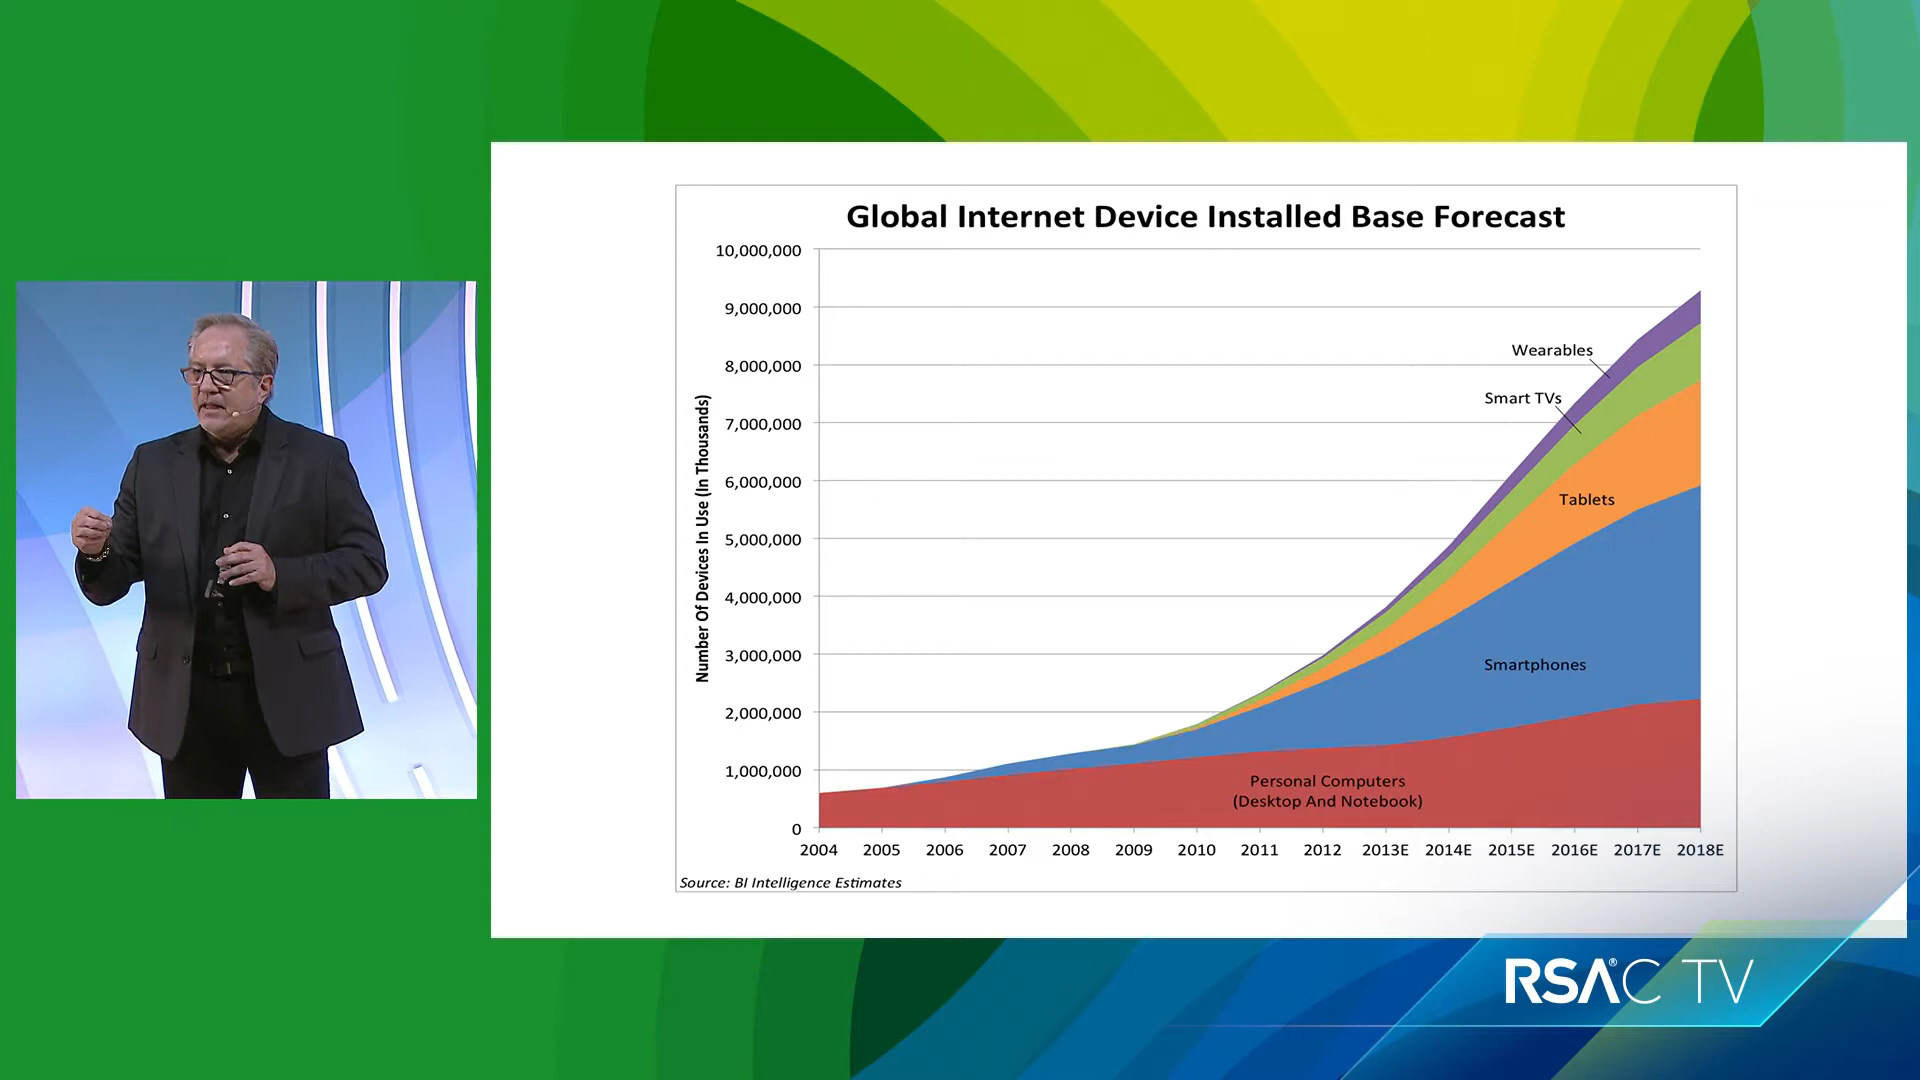 Global Internet Device Installed Base Forecast
10,000,000
9,000,000
8,000,000
7,000,000
6,000,000
5,000,000
4,000,000
3,000,000
2,000,000
1,000,000
0
Number Of Devices In Use (In Thousands)
Wearables
Smart TVs
Tablets
Smartphones
Personal Computers
(Desktop And Notebook)
2004 2005 2006 2007 2008 2009 2010 2011 2012 2013E 2014E 2015E 2016E 2017E 2018E
Source: BI Intelligence Estimates
RSA®C TV